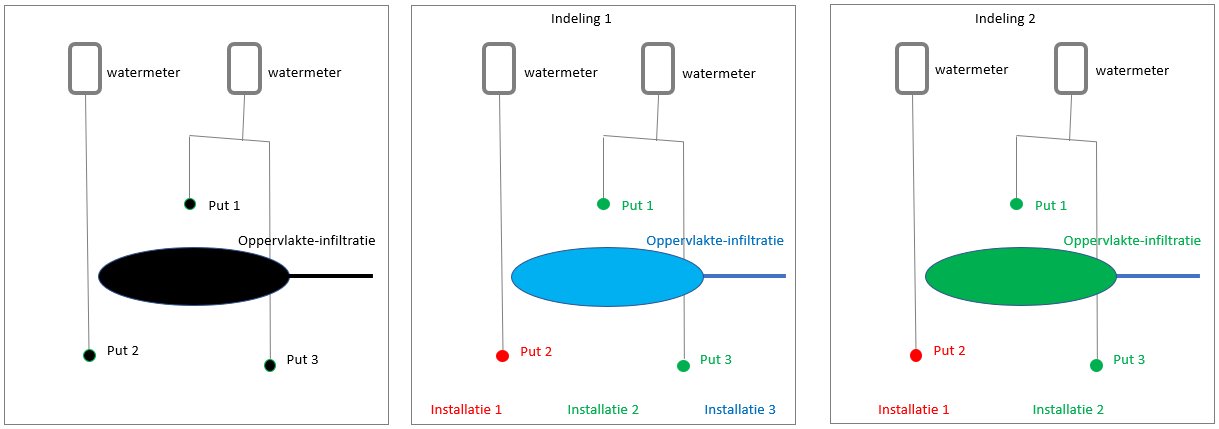 watermeter
watermeter
Put 1
Oppervlakte-infiltratie
Put 2
Put 3
Indeling 1
watermeter
watermeter
Put 1
Oppervlakte-infiltratie
Put 2
Put 3
Installatie 1
Installatie 2
Installatie 3
Indeling 2
watermeter
watermeter
Put 1
Oppervlakte-infiltratie
Put 2
Put 3
Installatie 1
Installatie 2